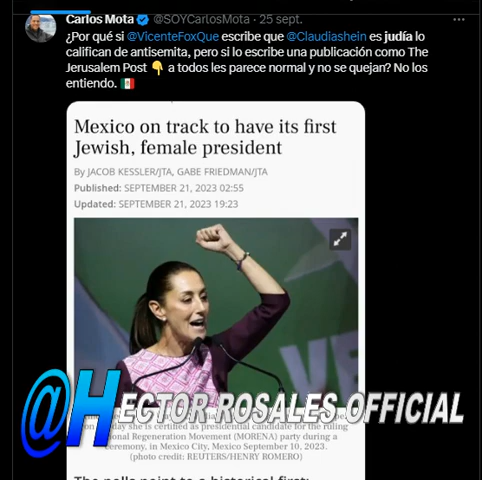 Carlos Mota @SOYCarlosMota · 25 sept.
¿Por qué si @VicenteFoxQue escribe que @Claudiashein es judía lo
califican de antisemita, pero si lo escribe una publicación como The
Jerusalem Post 👇 a todos les parece normal y no se quejan? No los
entiendo. 🇲🇽
Mexico on track to have its first
Jewish, female president
By JACOB KESSLER/JTA, GABE FRIEDMAN/JTA
Published: SEPTEMBER 21, 2023 02:55
Updated: SEPTEMBER 21, 2023 19:23
@HECTOR ROSALES OFFICIAL
day she is certified as presidential candidate for the ruling
onal Regeneration Movement (MORENA) party during a
ceremony, in Mexico City, Mexico September 10, 2023.
(photo credit: REUTERS/HENRY ROMERO)
The polls point to a historical first: